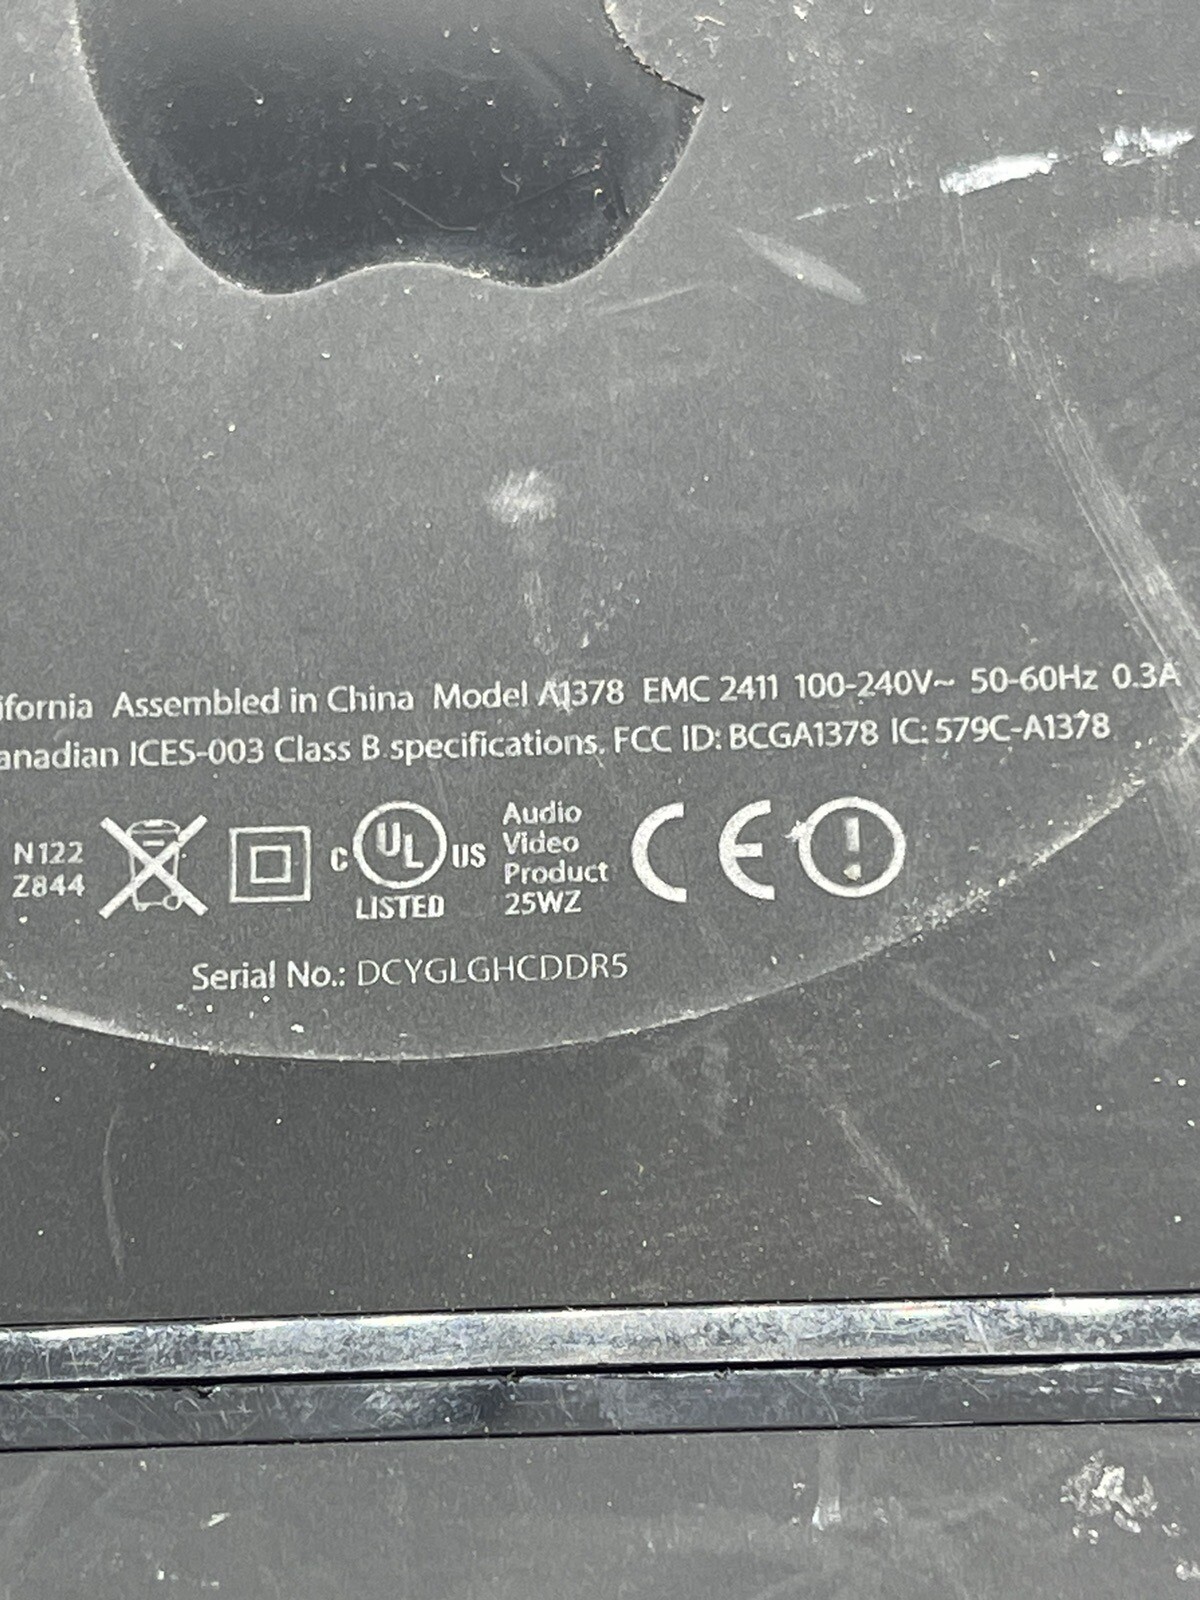 ifornia Assembled in China Model A1378 EMC 2411 100-240V~ 50-60Hz 0.3A
anadian ICES-003 Class B specifications. FCC ID: BCGA1378 IC: 579C-A1378
N122
Z844
C UL US
LISTED
Audio
Video
Product
25WZ
CE
Serial No.: DCYGLGHCDDR5